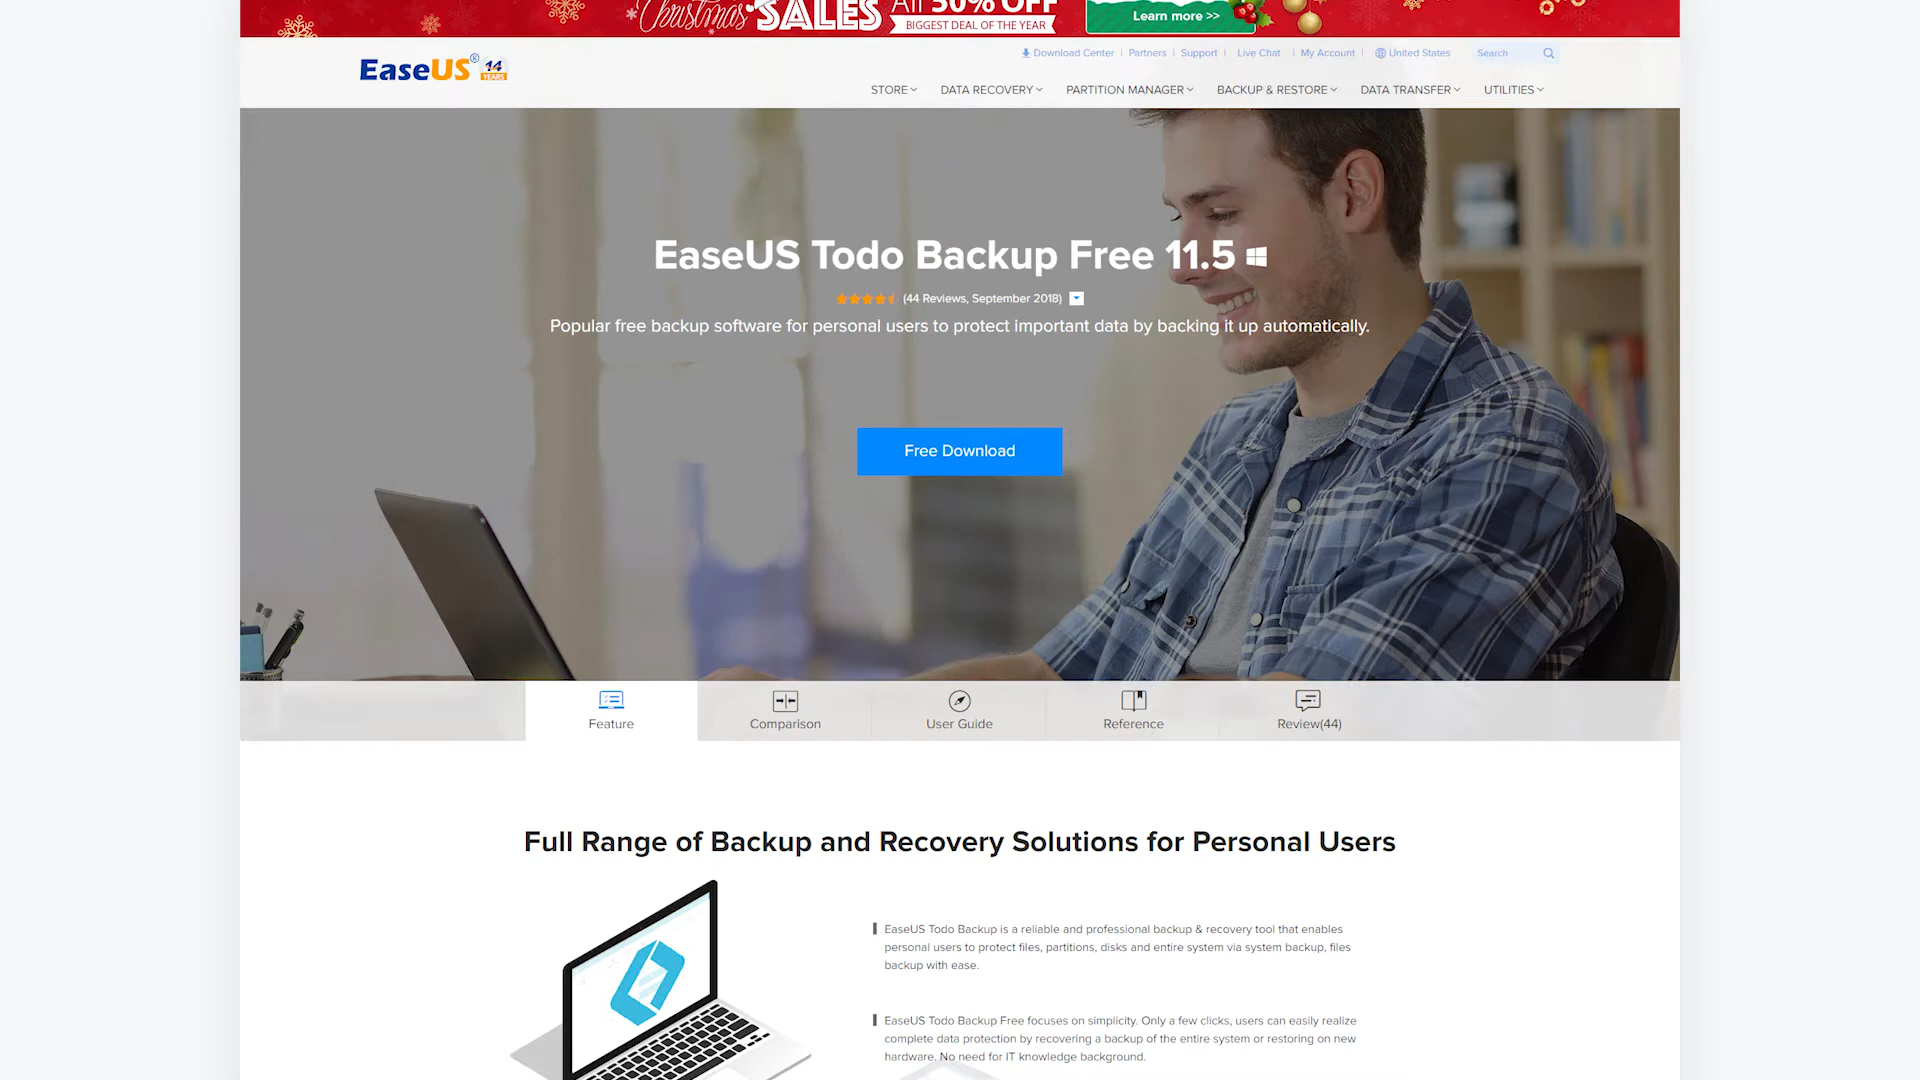 Christmas SALES All 50% OFF
BIGGEST DEAL OF THE YEAR
Learn more >>
EaseUS® 14 YEARS
Download Center | Partners | Support | Live Chat | My Account | United States
Search
STORE DATA RECOVERY PARTITION MANAGER BACKUP & RESTORE DATA TRANSFER UTILITIES
EaseUS Todo Backup Free 11.5
(44 Reviews, September 2018)
Popular free backup software for personal users to protect important data by backing it up automatically.
Free Download
Feature
Comparison
User Guide
Reference
Review(44)
Full Range of Backup and Recovery Solutions for Personal Users
EaseUS Todo Backup is a reliable and professional backup & recovery tool that enables
personal users to protect files, partitions, disks and entire system via system backup, files
backup with ease.
EaseUS Todo Backup Free focuses on simplicity. Only a few clicks, users can easily realize
complete data protection by recovering a backup of the entire system or restoring on new
hardware. No need for IT knowledge background.